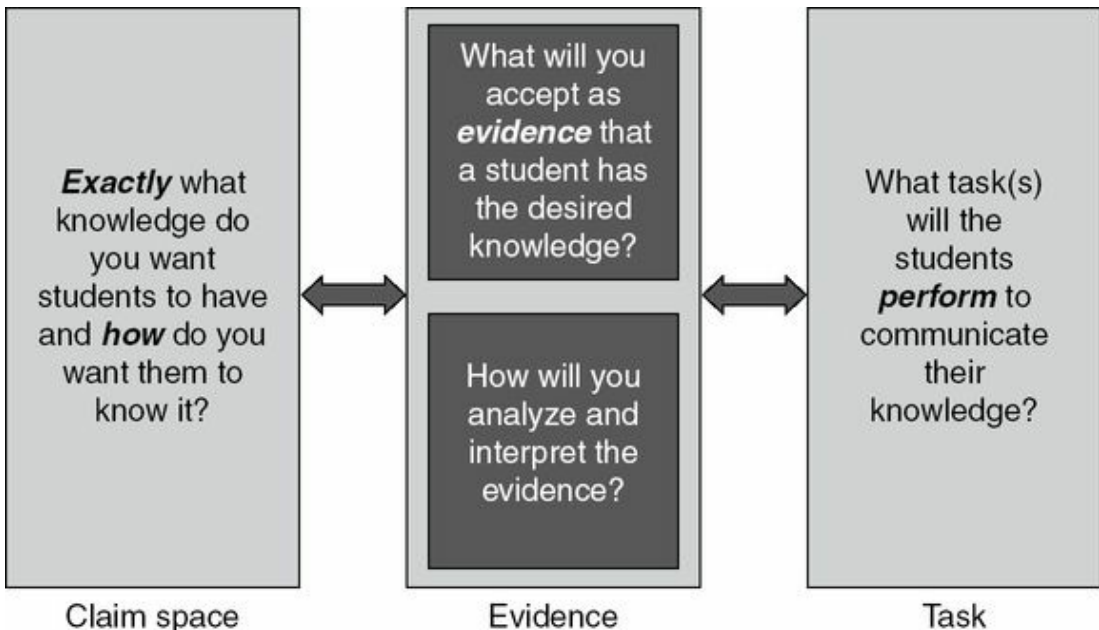 Exactly what
knowledge do
you want
students to have
and how do you
want them to
know it?
What will you
accept as
evidence that
a student has
the desired
knowledge?
How will you
analyze and
interpret the
evidence?
What task(s)
will the
students
perform to
communicate
their
knowledge?
Claim space
Evidence
Task